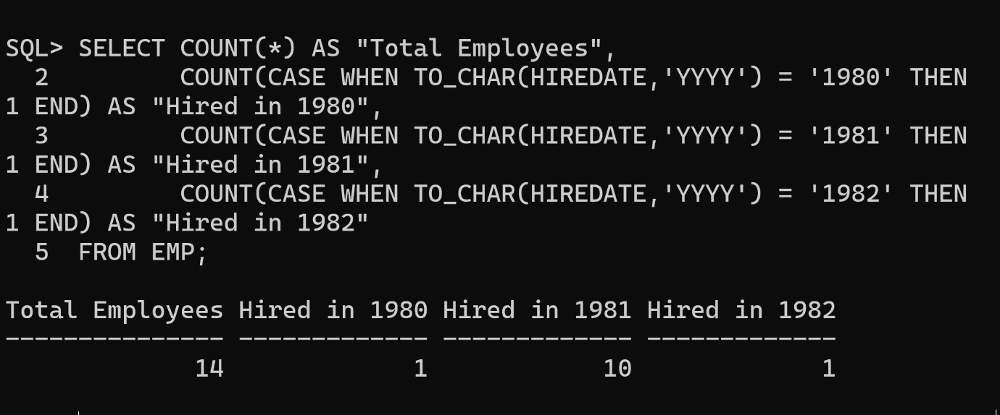 SQL> SELECT COUNT(*) AS "Total Employees",
  2         COUNT(CASE WHEN TO_CHAR(HIREDATE,'YYYY') = '1980' THEN
1 END) AS "Hired in 1980",
  3         COUNT(CASE WHEN TO_CHAR(HIREDATE,'YYYY') = '1981' THEN
1 END) AS "Hired in 1981",
  4         COUNT(CASE WHEN TO_CHAR(HIREDATE,'YYYY') = '1982' THEN
1 END) AS "Hired in 1982"
  5  FROM EMP;
Total Employees Hired in 1980 Hired in 1981 Hired in 1982
--------------- ------------- ------------- -------------
             14             1            10             1